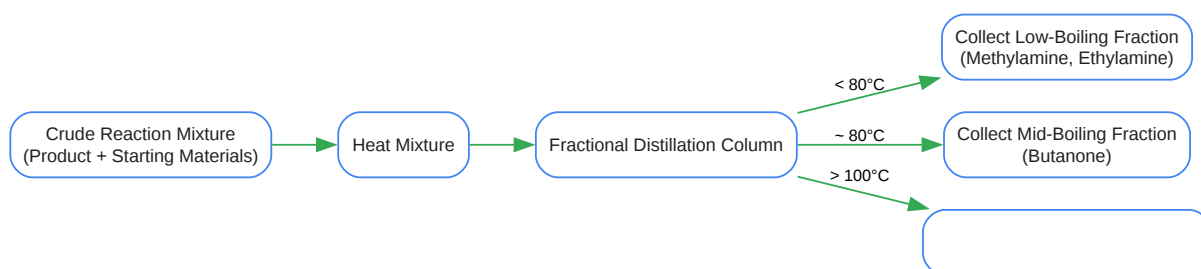 Crude Reaction Mixture
(Product + Starting Materials)
Heat Mixture
Fractional Distillation Column
< 80°C
~ 80°C
> 100°C
Collect Low-Boiling Fraction
(Methylamine, Ethylamine)
Collect Mid-Boiling Fraction
(Butanone)